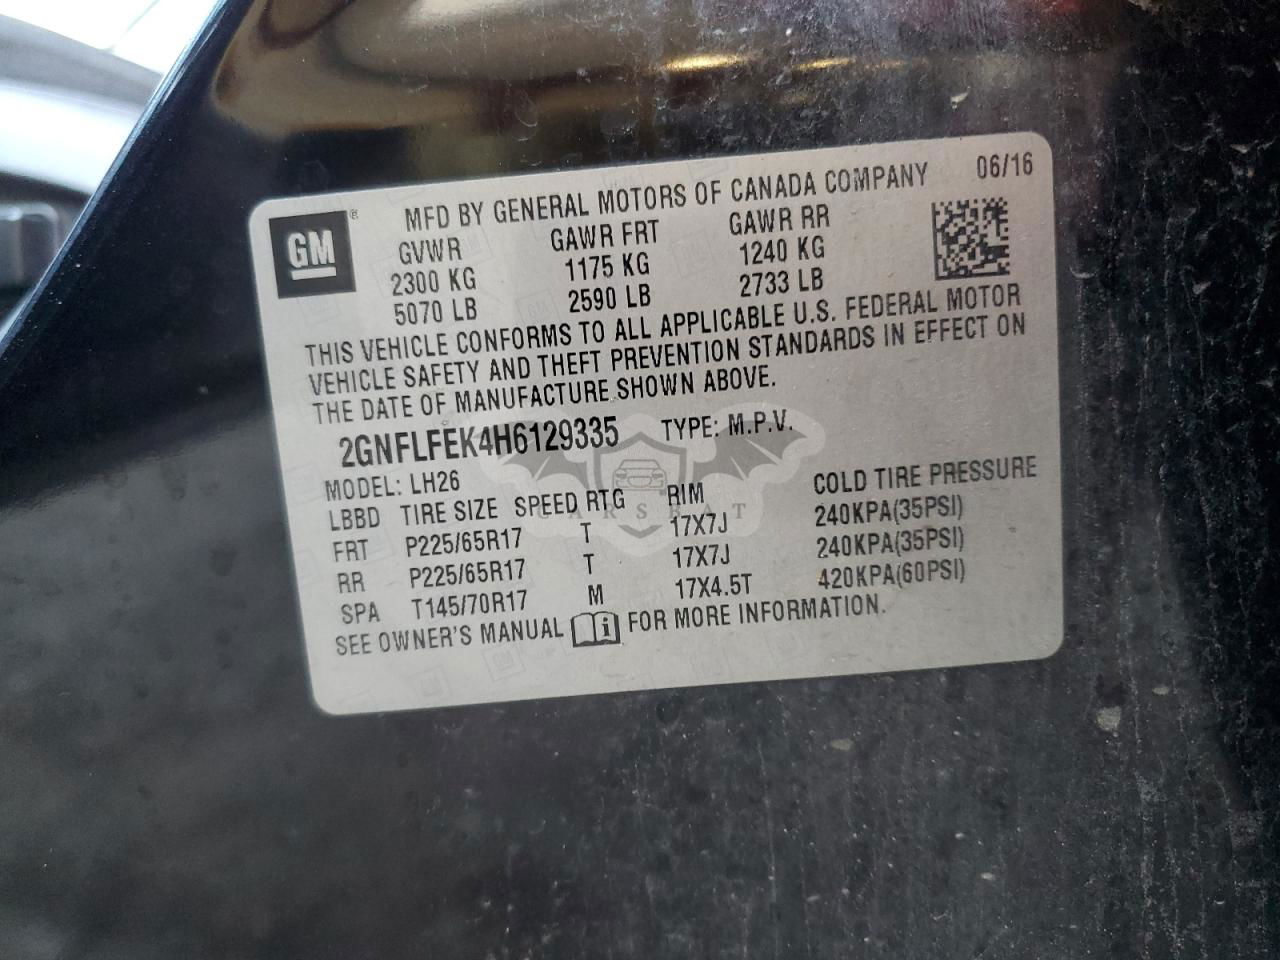 MFD BY GENERAL MOTORS OF CANADA COMPANY 06/16
GM ®
GVWR GAWR FRT GAWR RR
2300 KG 1175 KG 1240 KG
5070 LB 2590 LB 2733 LB
THIS VEHICLE CONFORMS TO ALL APPLICABLE U.S. FEDERAL MOTOR
VEHICLE SAFETY AND THEFT PREVENTION STANDARDS IN EFFECT ON
THE DATE OF MANUFACTURE SHOWN ABOVE.
2GNFLFEK4H6129335 TYPE: M.P.V.
MODEL: LH26
LBBD TIRE SIZE SPEED RTG RIM COLD TIRE PRESSURE
FRT P225/65R17 T 17X7J 240KPA(35PSI)
RR P225/65R17 T 17X7J 240KPA(35PSI)
SPA T145/70R17 M 17X4.5T 420KPA(60PSI)
SEE OWNER'S MANUAL i FOR MORE INFORMATION.
CARSBAT